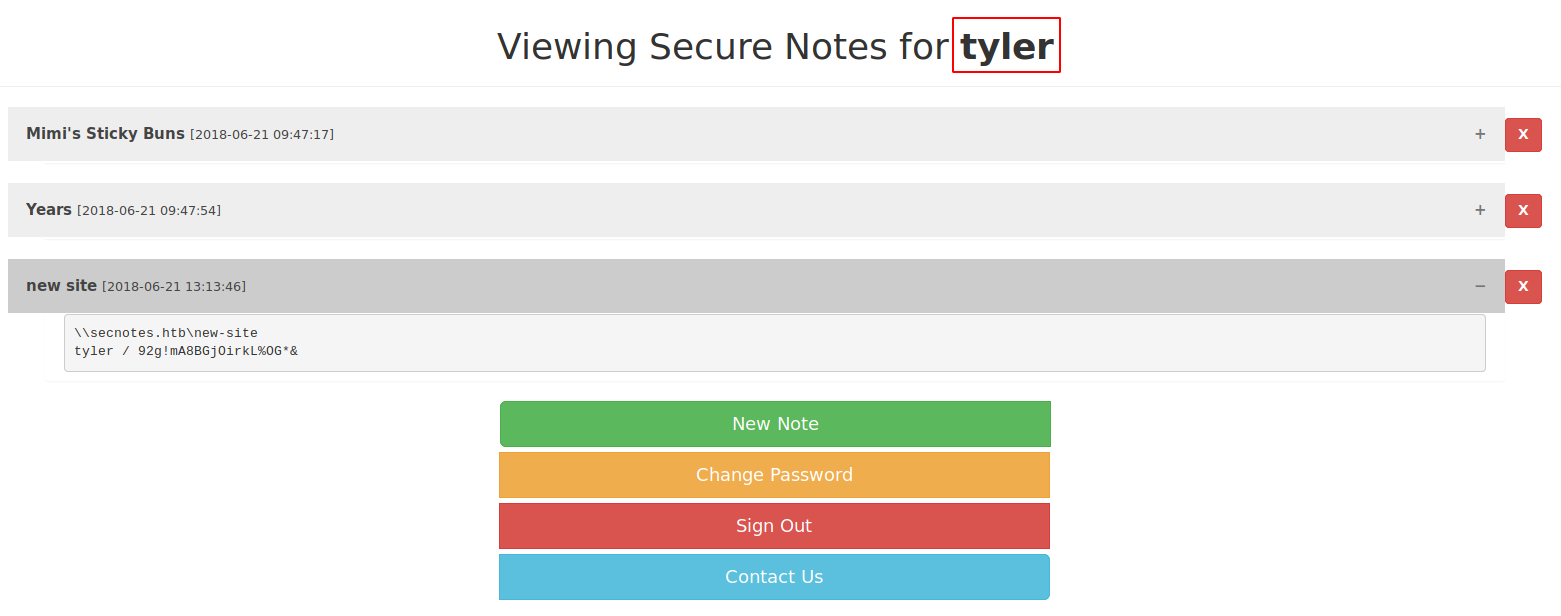 Viewing Secure Notes for tyler
Mimi's Sticky Buns [2018-06-21 09:47:17] + X
Years [2018-06-21 09:47:54] + X
new site [2018-06-21 13:13:46] − X
\\secnotes.htb\new-site
tyler / 92g!mA8BGjOirkL%OG*&
New Note
Change Password
Sign Out
Contact Us